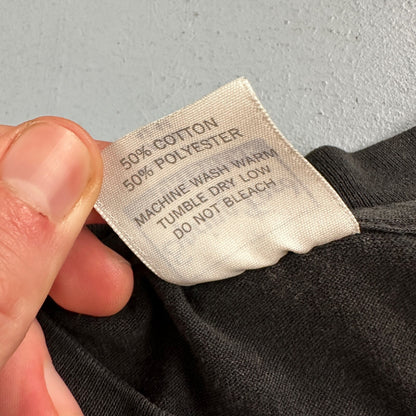 50% COTTON
50% POLYESTER
MACHINE WASH WARM
TUMBLE DRY LOW
DO NOT BLEACH